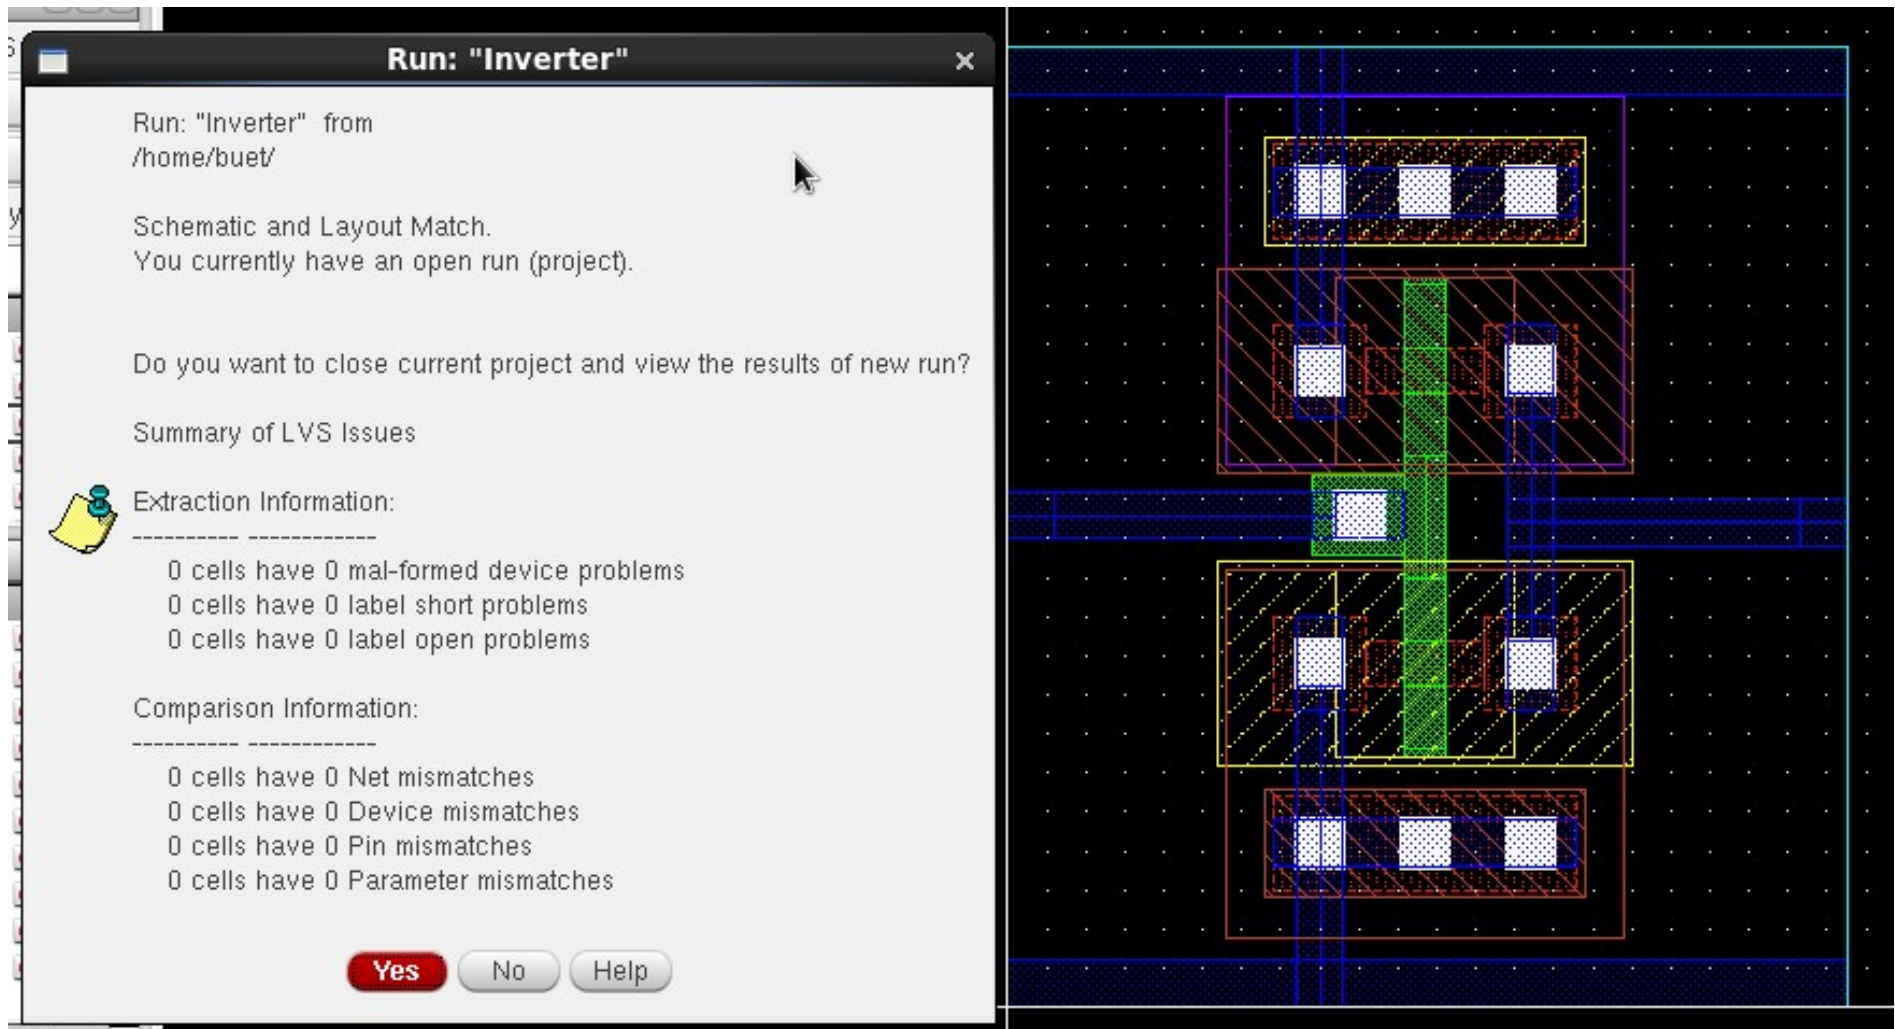 Run: "Inverter"
Run: "Inverter"  from
/home/buet/
Schematic and Layout Match.
You currently have an open run (project).
Do you want to close current project and view the results of new run?
Summary of LVS Issues
Extraction Information:
---------- ------------
0 cells have 0 mal-formed device problems
0 cells have 0 label short problems
0 cells have 0 label open problems
Comparison Information:
---------- ------------
0 cells have 0 Net mismatches
0 cells have 0 Device mismatches
0 cells have 0 Pin mismatches
0 cells have 0 Parameter mismatches
Yes No Help